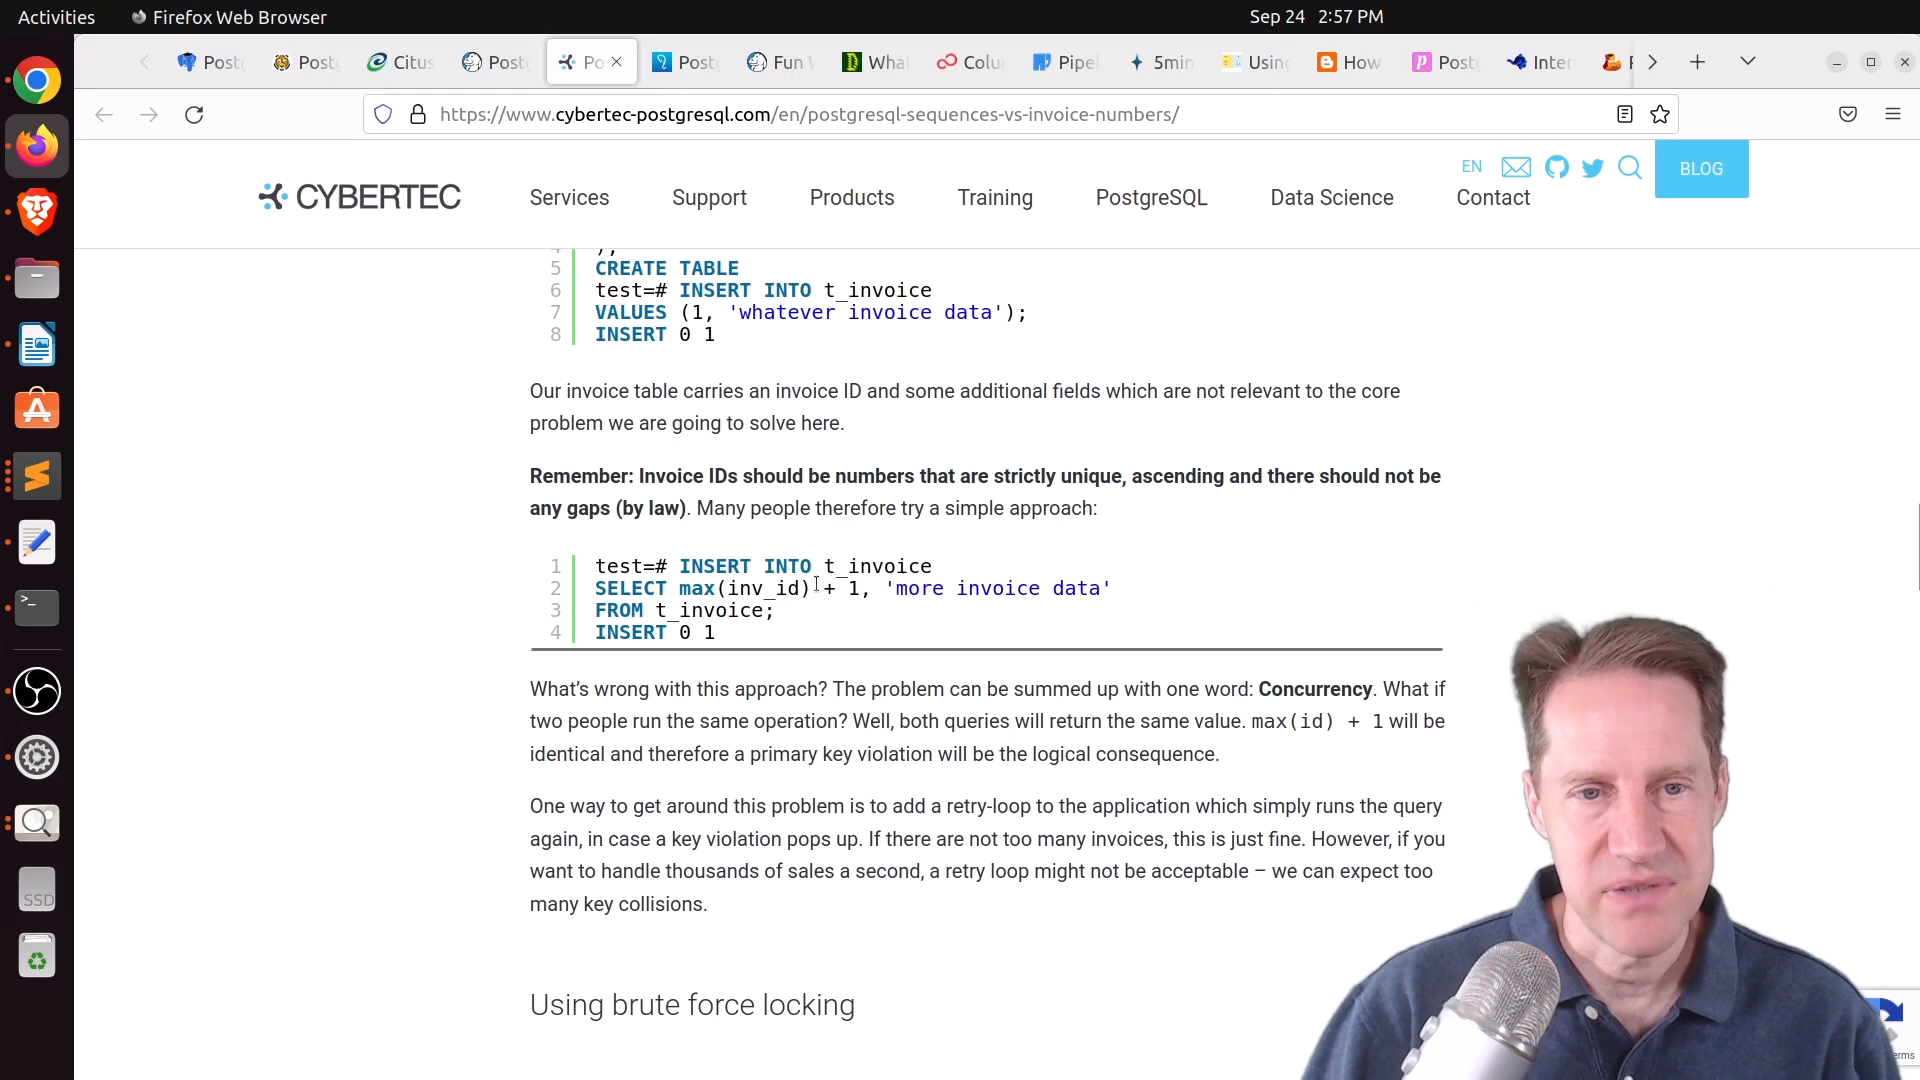 Activities
Firefox Web Browser
Sep 24 2:57 PM
Post
Post
Citus
Post
Po
Post
Fun
What
Colu
Pipel
5min
Using
How
Post
Inter
https://www.cybertec-postgresql.com/en/postgresql-sequences-vs-invoice-numbers/
CYBERTEC
Services
Support
Products
Training
PostgreSQL
Data Science
Contact
EN
BLOG
4 );
5 CREATE TABLE
6 test=# INSERT INTO t_invoice
7 VALUES (1, 'whatever invoice data');
8 INSERT 0 1
Our invoice table carries an invoice ID and some additional fields which are not relevant to the core
problem we are going to solve here.
Remember: Invoice IDs should be numbers that are strictly unique, ascending and there should not be
any gaps (by law). Many people therefore try a simple approach:
1 test=# INSERT INTO t_invoice
2 SELECT max(inv_id) + 1, 'more invoice data'
3 FROM t_invoice;
4 INSERT 0 1
What’s wrong with this approach? The problem can be summed up with one word: Concurrency. What if
two people run the same operation? Well, both queries will return the same value. max(id) + 1 will be
identical and therefore a primary key violation will be the logical consequence.
One way to get around this problem is to add a retry-loop to the application which simply runs the query
again, in case a key violation pops up. If there are not too many invoices, this is just fine. However, if you
want to handle thousands of sales a second, a retry loop might not be acceptable – we can expect too
many key collisions.
Using brute force locking
SSD
erms